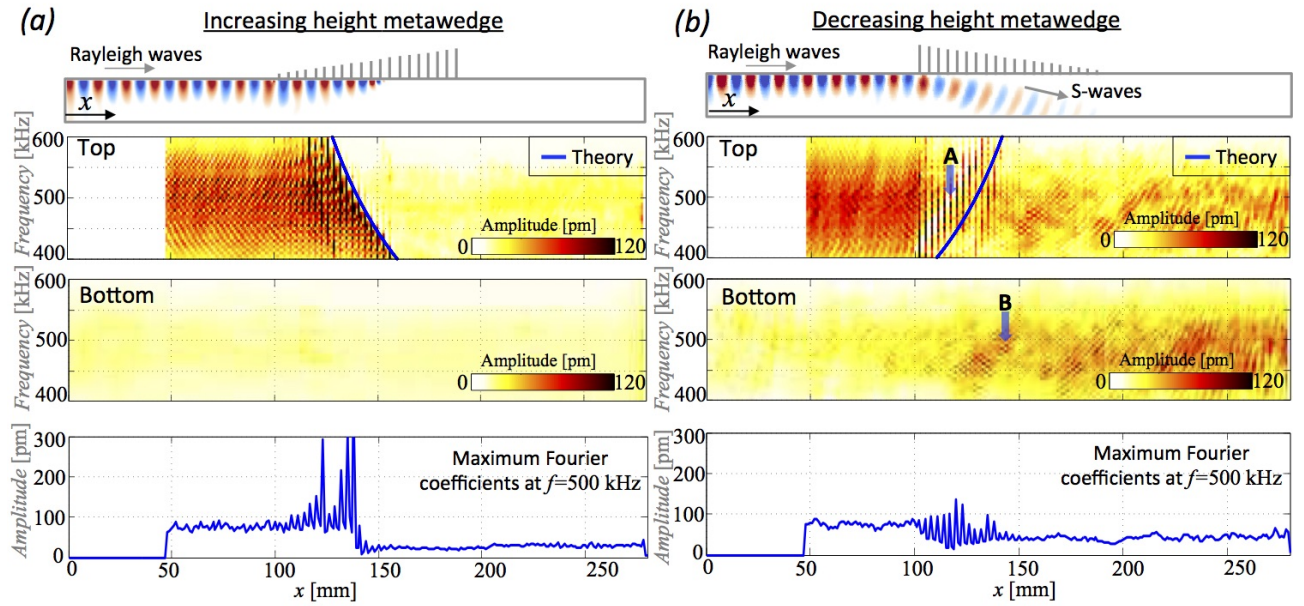 (a)
Increasing height metawedge
Rayleigh waves
x
600
500
400
Frequency [kHz]
Top
Theory
Amplitude [pm]
0
120
600
500
400
Frequency [kHz]
Bottom
Amplitude [pm]
0
120
300
200
100
0
Amplitude [pm]
Maximum Fourier
coefficients at f=500 kHz
0
50
100
150
200
250
x [mm]
(b)
Decreasing height metawedge
Rayleigh waves
x
S-waves
600
500
400
Frequency [kHz]
Top
A
Theory
Amplitude [pm]
0
120
600
500
400
Frequency [kHz]
Bottom
B
Amplitude [pm]
0
120
300
200
100
0
Amplitude [pm]
Maximum Fourier
coefficients at f=500 kHz
0
50
100
150
200
250
x [mm]